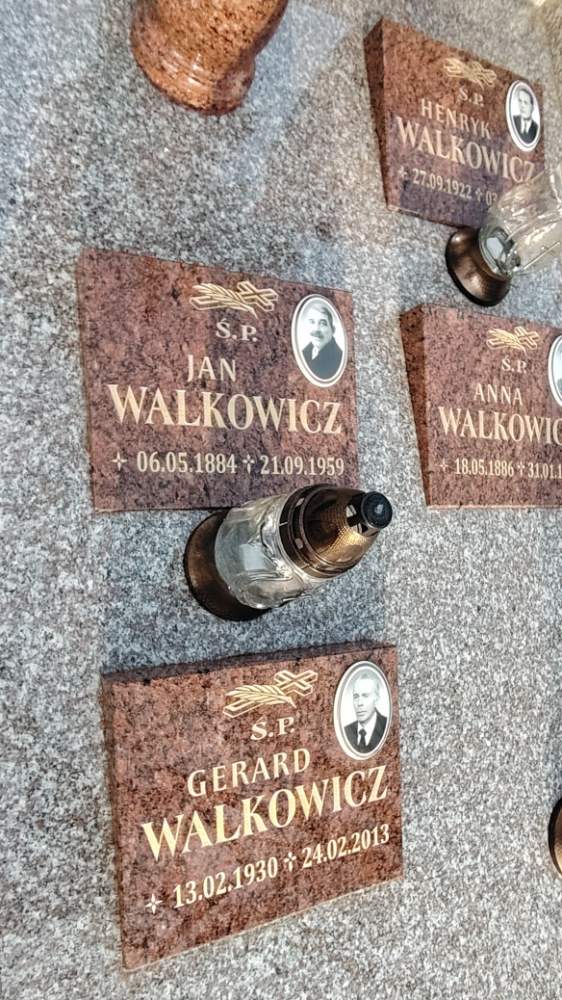 Ś.P.
HENRYK
WALKOWICZ
27.09.1922
Ś.P.
JAN
WALKOWICZ
06.05.1884 21.09.1959
Ś.P.
ANNA
18.05.1886
Ś.P.
GERARD
WALKOWICZ
13.02.1930 24.02.2013